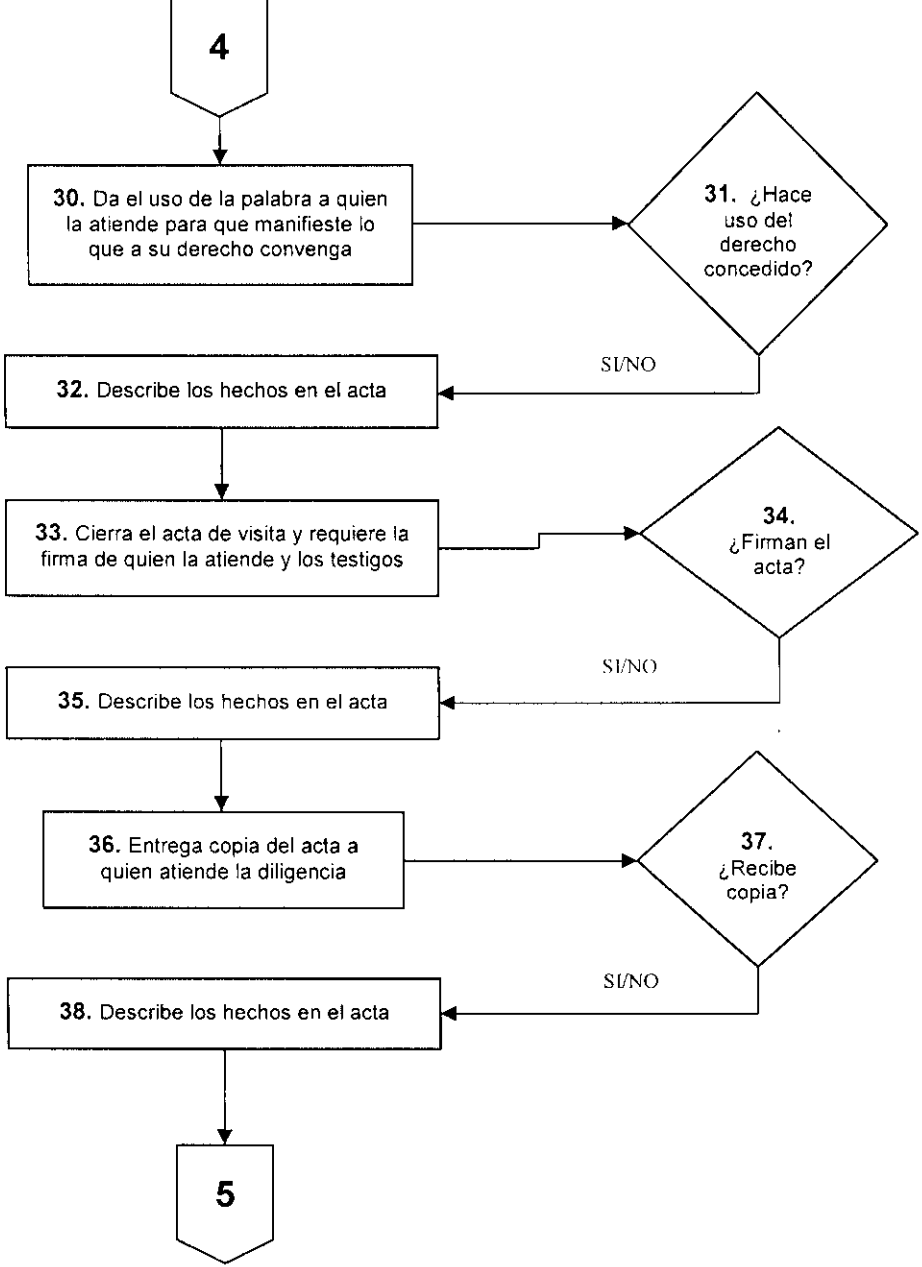 4
30. Da el uso de la palabra a quien
la atiende para que manifieste lo
que a su derecho convenga
31. ¿Hace
uso del
derecho
concedido?
SI/NO
32. Describe los hechos en el acta
33. Cierra el acta de visita y requiere la
firma de quien la atiende y los testigos
34.
¿Firman el
acta?
SI/NO
35. Describe los hechos en el acta
36. Entrega copia del acta a
quien atiende la diligencia
37.
¿Recibe
copia?
SI/NO
38. Describe los hechos en el acta
5